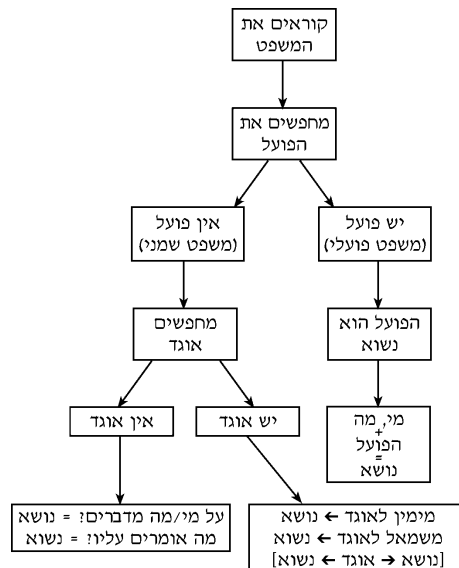 קוראים את
המשפט
מחפשים את
הפועל
יש פועל
(משפט פועלי)
אין פועל
(משפט שמני)
הפועל הוא
נשוא
מחפשים
אוגד
מי, מה
+
הפועל
=
נושא
יש אוגד
אין אוגד
מימין לאוגד ← נושא
משמאל לאוגד ← נשוא
[נושא → אוגד ← נשוא]
על מי/מה מדברים? = נושא
מה אומרים עליו? = נשוא